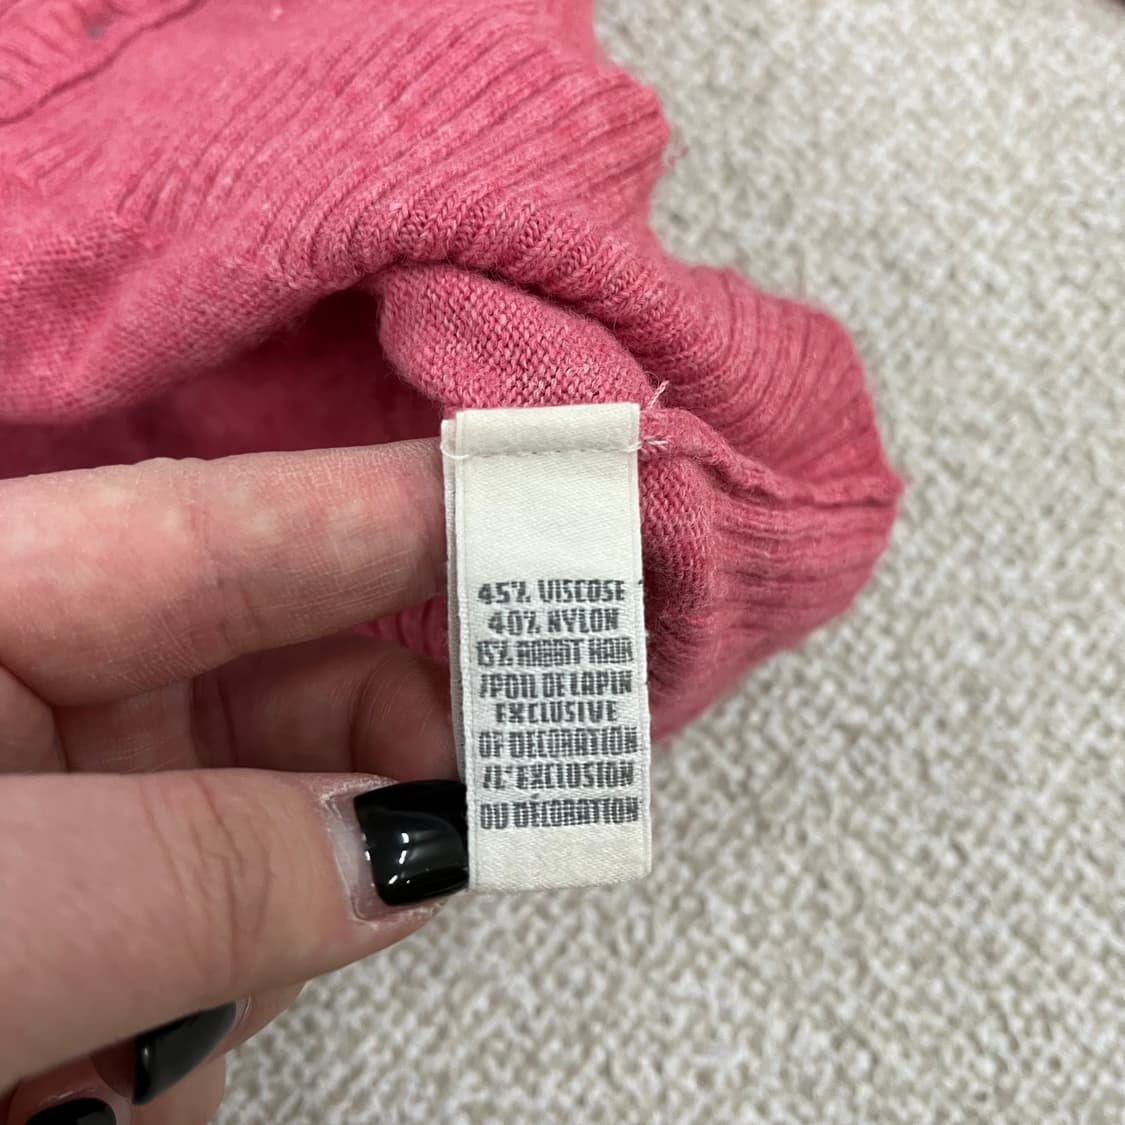 45% VISCOSE
40% NYLON
15% RABBIT HAIR
/POIL DE LAPIN
EXCLUSIVE
OF DECORATION
/L'EXCLUSION
DU DÉCORATION